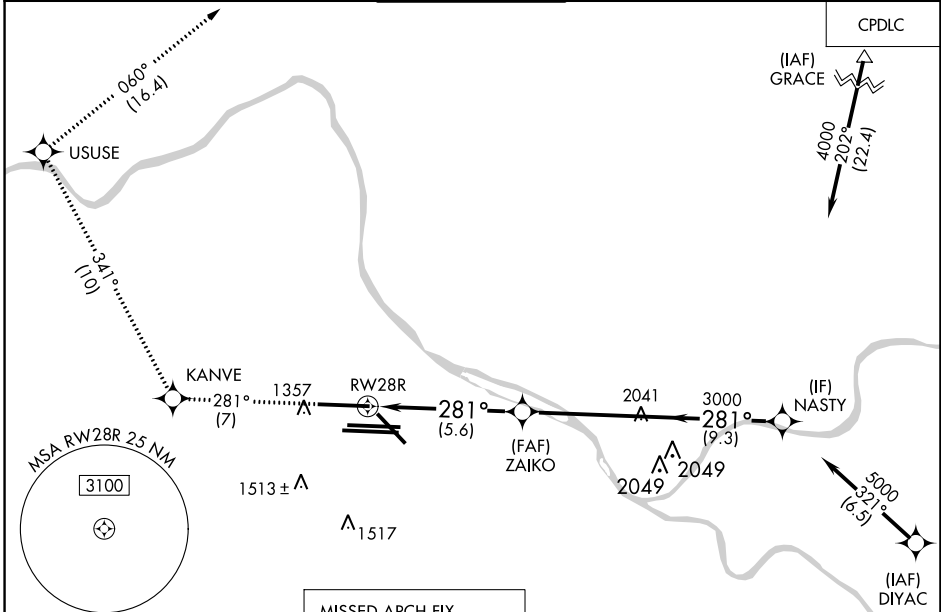 CPDLC
(IAF)
GRACE
4000
202°
(22.4)
060°
(16.4)
USUSE
341°
(10)
KANVE
281°
(7)
1357
RW28R
281°
(5.6)
(FAF)
ZAIKO
2041
3000
281°
(9.3)
(IF)
NASTY
2049
2049
5000
321°
(6.5)
(IAF)
DIYAC
MSA RW28R 25 NM
3100
1513 ±
1517
MISSED APCH FIX